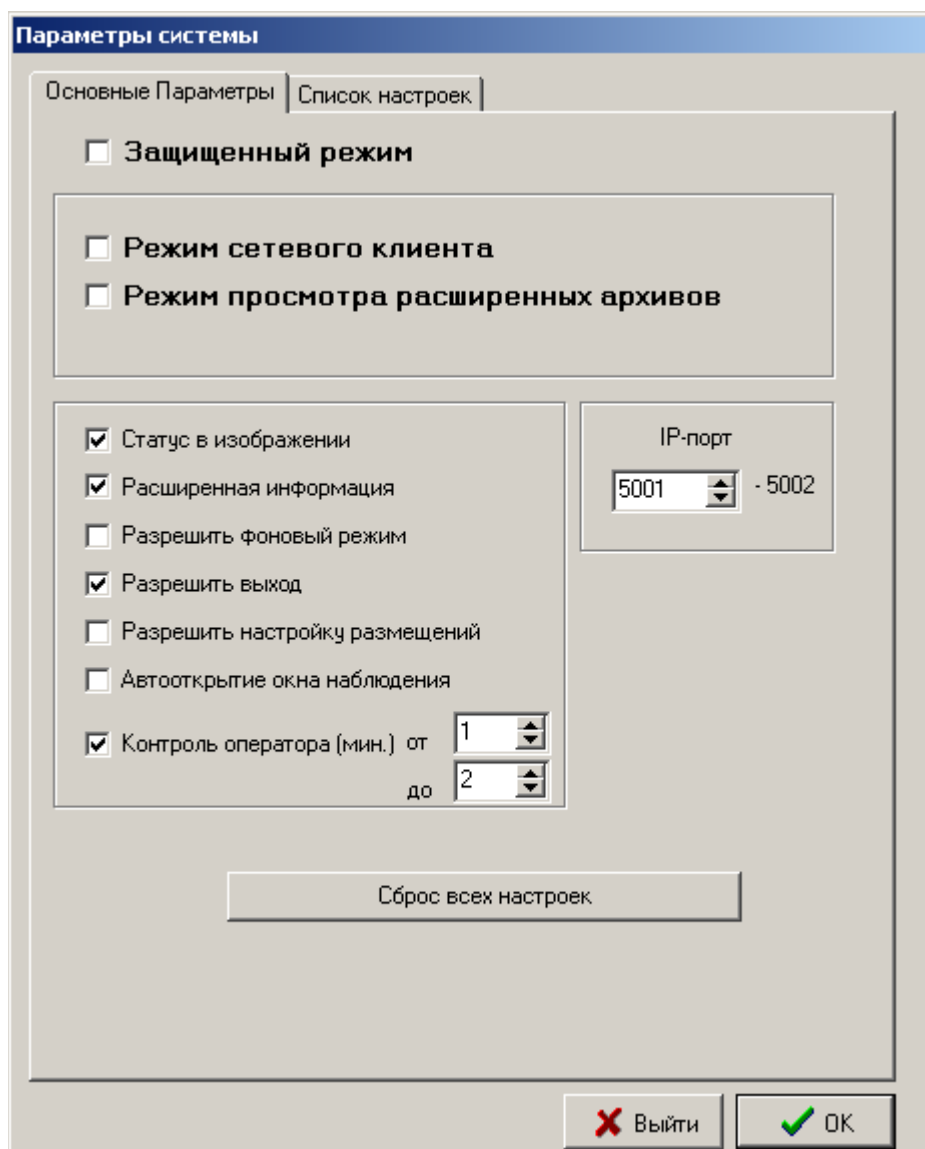 Параметры системы
Основные Параметры
Список настроек
Защищенный режим
Режим сетевого клиента
Режим просмотра расширенных архивов
Статус в изображении
Расширенная информация
Разрешить фоновый режим
Разрешить выход
Разрешить настройку размещений
Автооткрытие окна наблюдения
Контроль оператора (мин.) от 1
до 2
IP-порт
5001 - 5002
Сброс всех настроек
Выйти
OK